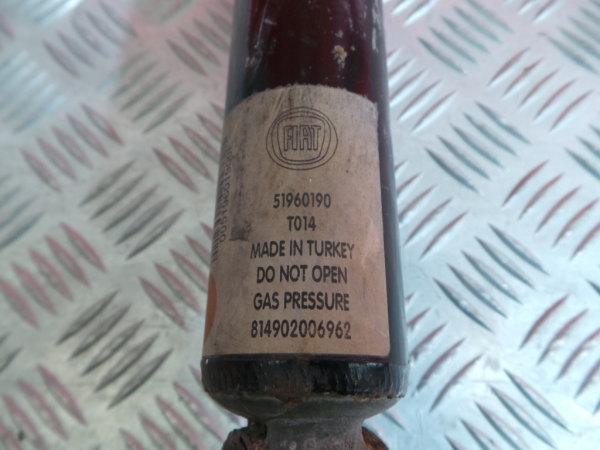 FIAT
51960190
T014
MADE IN TURKEY
DO NOT OPEN
GAS PRESSURE
814902006962